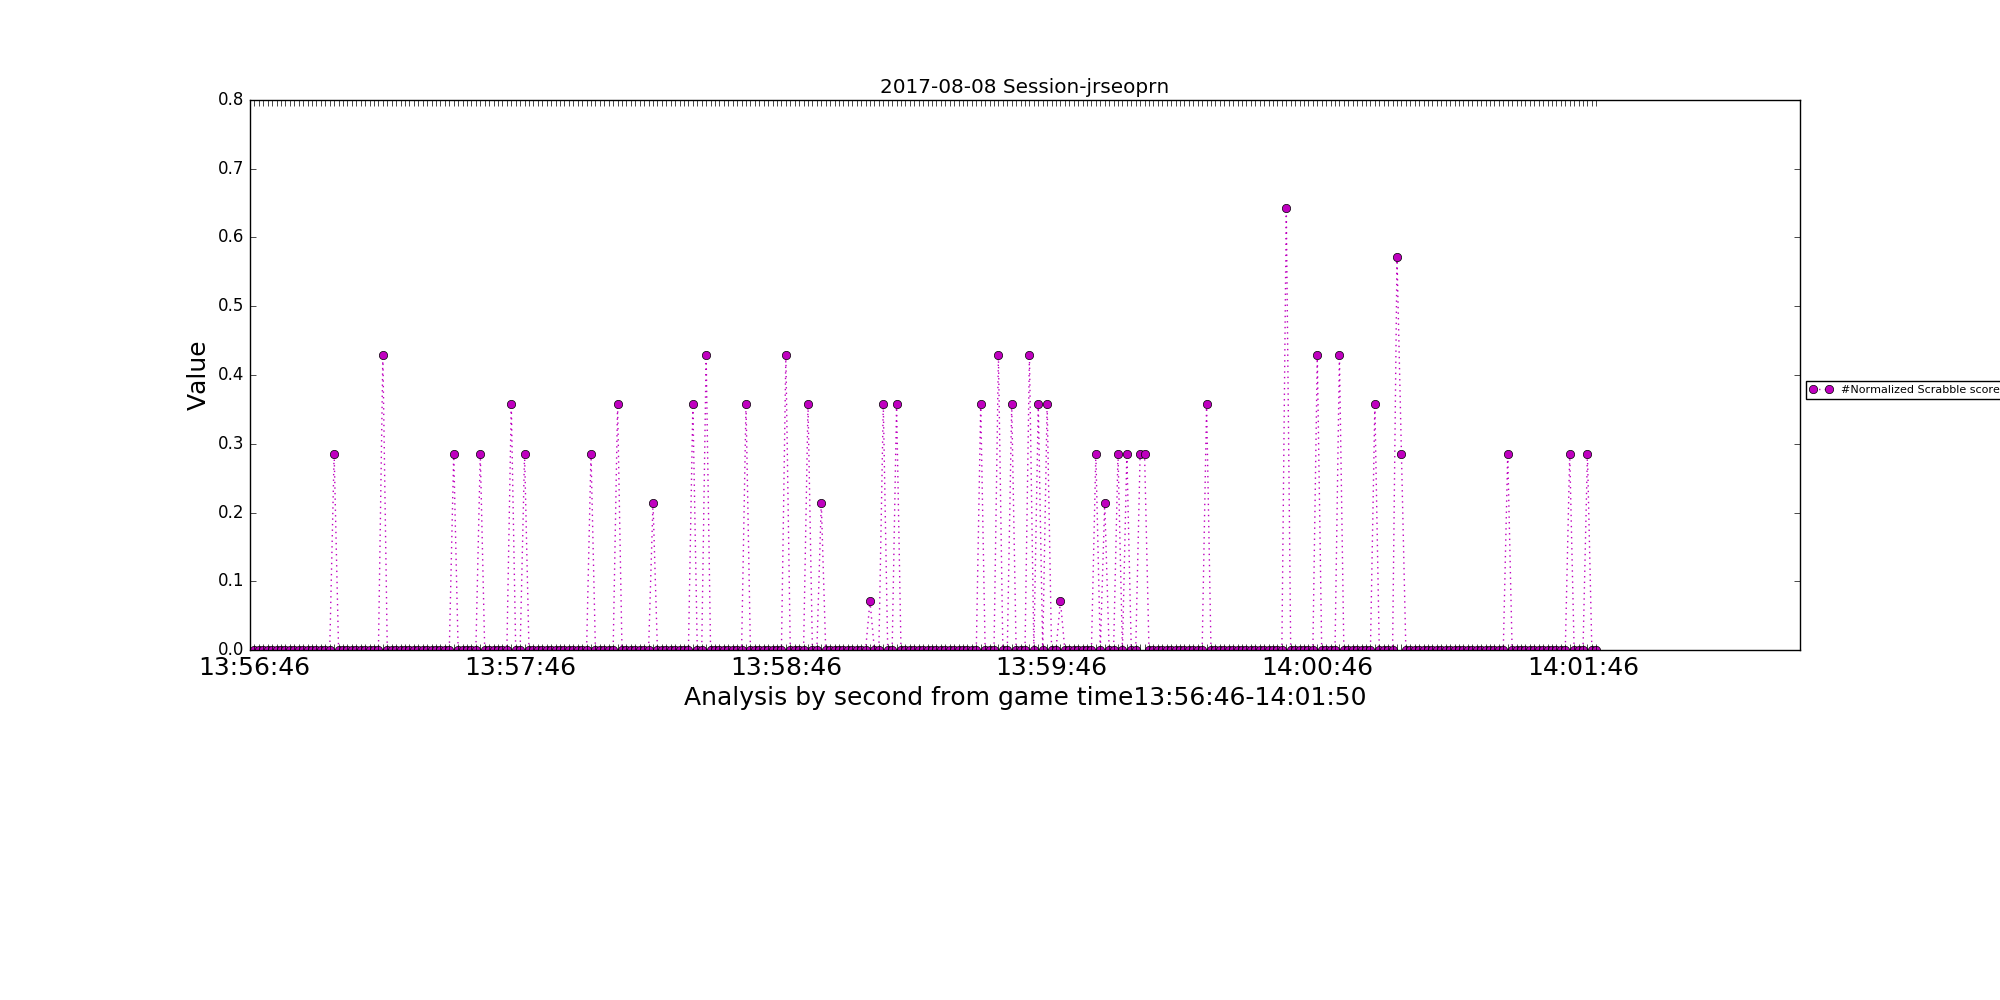 2017-08-08 Session-jrseoprn
0.8
0.7
0.6
0.5
0.4
0.3
0.2
0.1
0.0
Value
#Normalized Scrabble score
13:56:46 13:57:46 13:58:46 13:59:46 14:00:46 14:01:46
Analysis by second from game time13:56:46-14:01:50